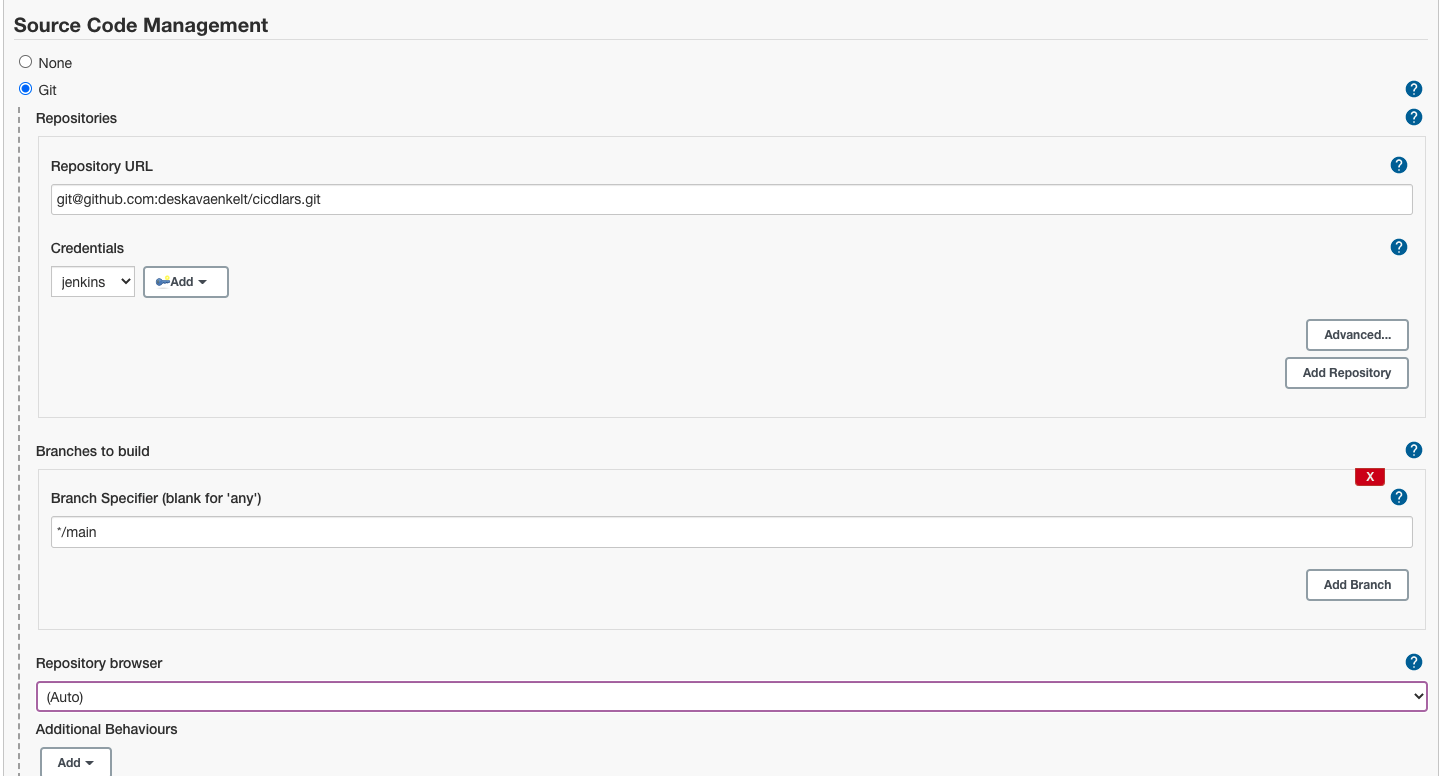 Source Code Management
None
Git
?
Repositories
?
Repository URL
?
git@github.com:deskavaenkelt/cicdlars.git
Credentials
?
jenkins
Add
Advanced...
Add Repository
Branches to build
?
X
Branch Specifier (blank for 'any')
?
*/main
Add Branch
Repository browser
?
(Auto)
Additional Behaviours
Add